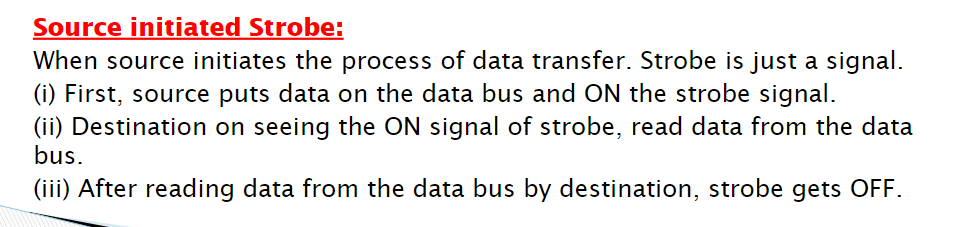 Source initiated Strobe:
When source initiates the process of data transfer. Strobe is just a signal.
(i) First, source puts data on the data bus and ON the strobe signal.
(ii) Destination on seeing the ON signal of strobe, read data from the data
bus.
(iii) After reading data from the data bus by destination, strobe gets OFF.